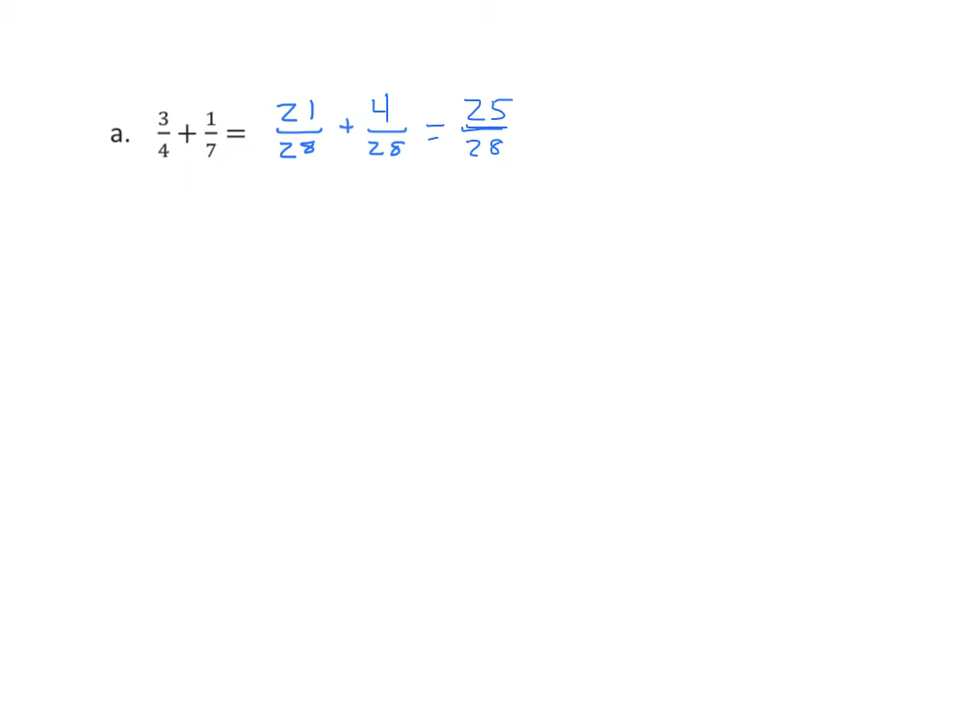 a. 3/4 + 1/7 = 21/28 + 4/28 = 25/28